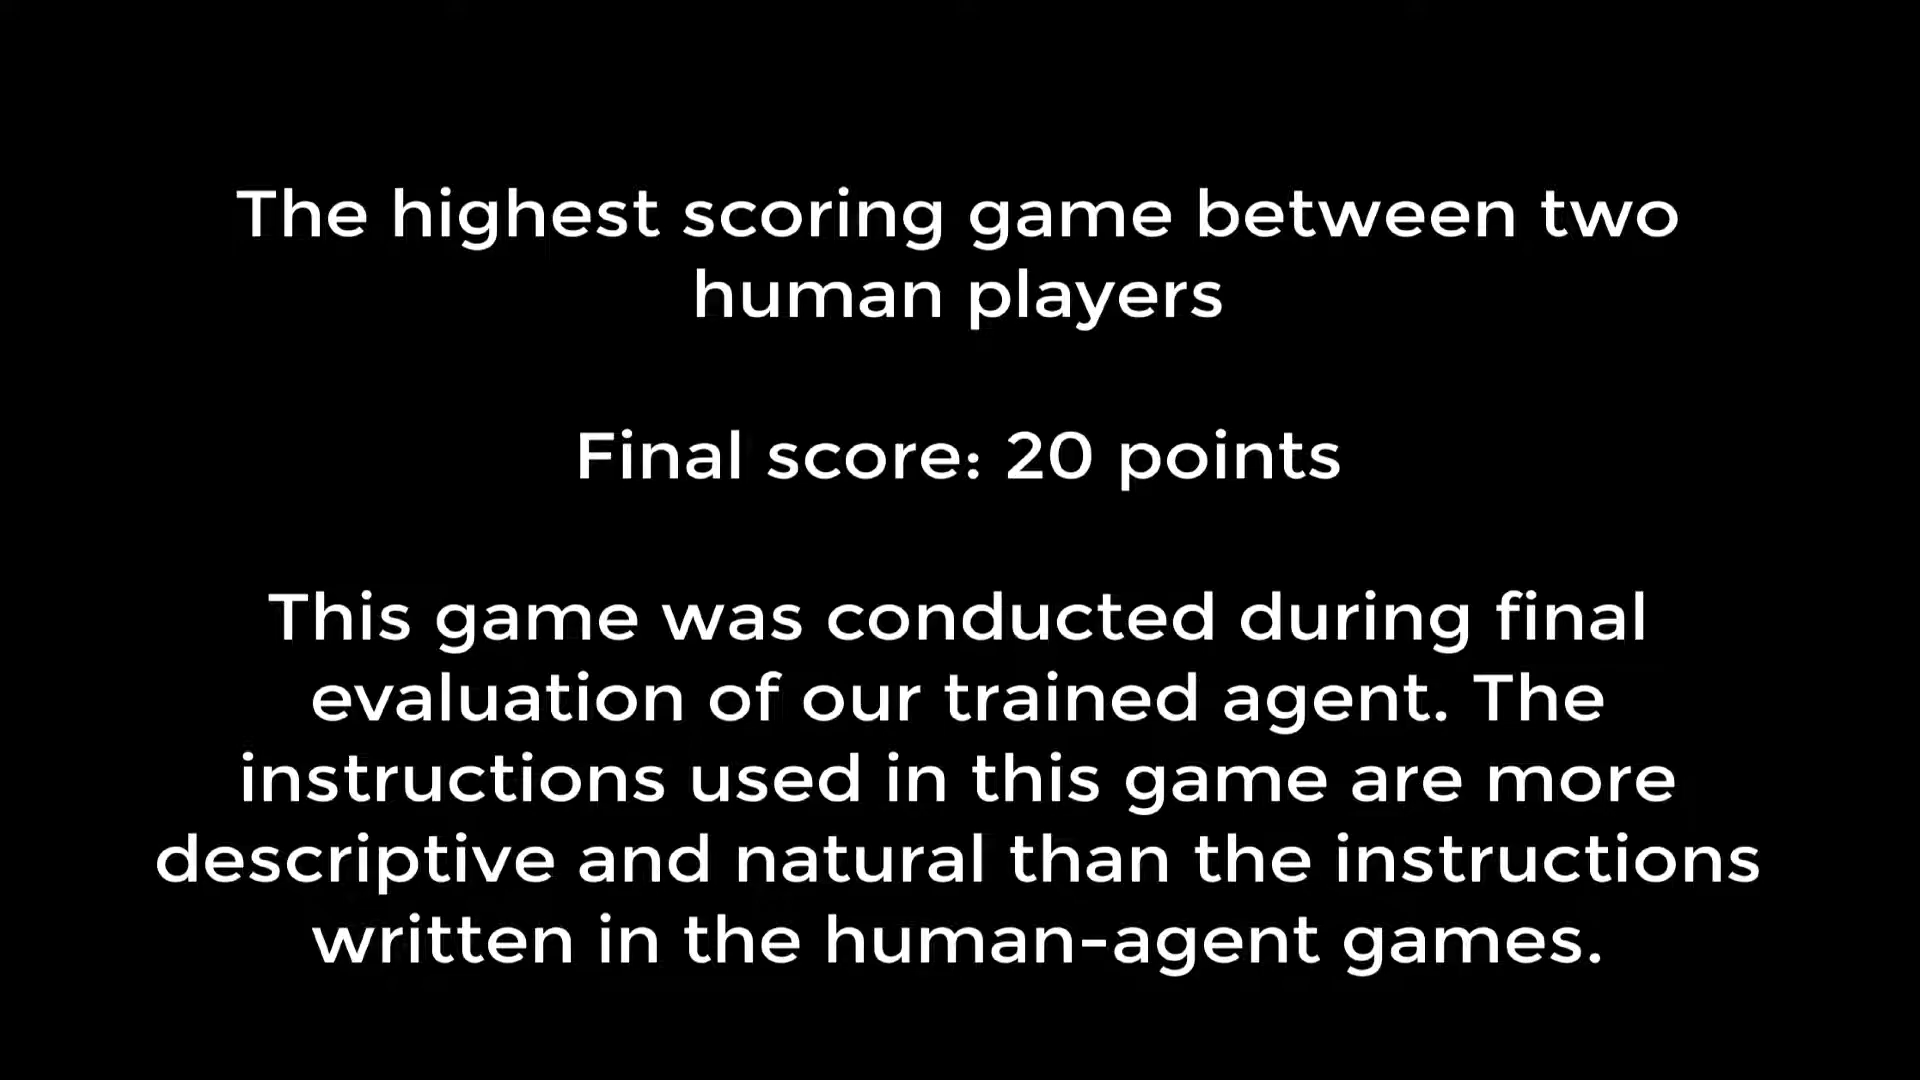 The highest scoring game between two
human players
Final score: 20 points
This game was conducted during final
evaluation of our trained agent. The
instructions used in this game are more
descriptive and natural than the instructions
written in the human-agent games.